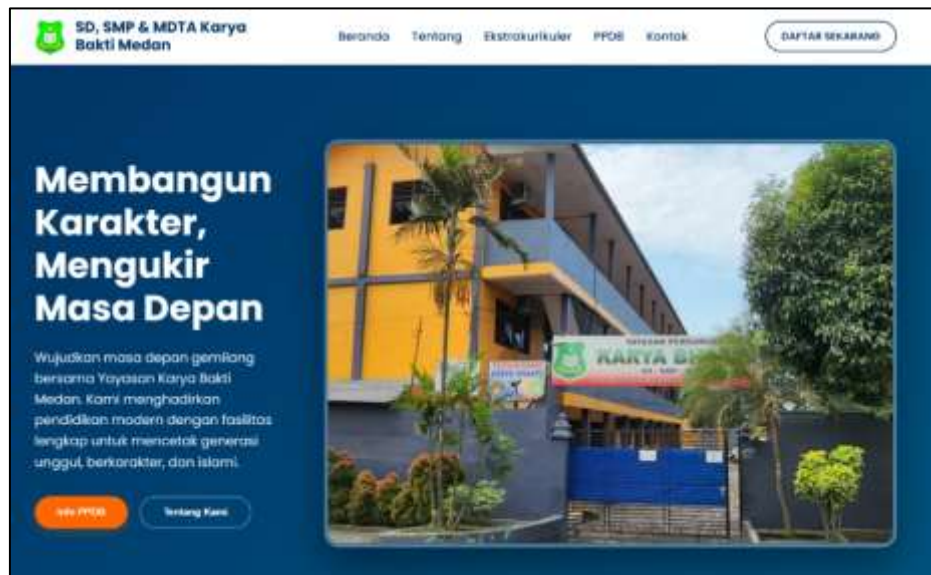 SD, SMP & MDTA Karya
Bakti Medan
Beranda
Tentang
Ekstrakurikuler
PPDB
Kontak
DAFTAR SEKARANG
Membangun
Karakter,
Mengukir
Masa Depan
Wujudkan masa depan gemilang
bersama Yayasan Karya Bakti
Medan. Kami menghadirkan
pendidikan modern dengan fasilitas
lengkap untuk mencetak generasi
unggul, berkarakter, dan islami.
Info PPDB
Tentang Kami
KARYA